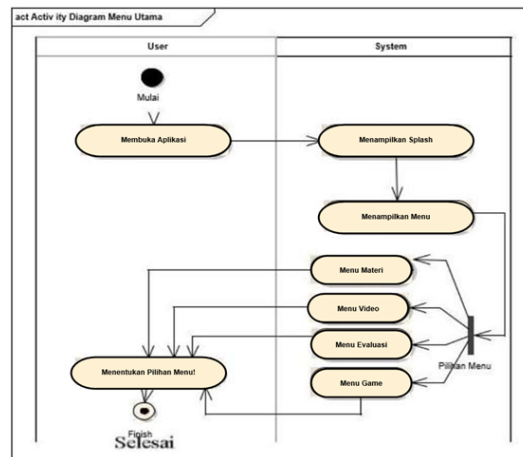 act Activ ity Diagram Menu Utama
User
System
Mulai
Membuka Aplikasi
Menampilkan Splash
Menampilkan Menu
Menu Materi
Menu Video
Menu Evaluasi
Pilihan Menu
Menentukan Pilihan Menu!
Menu Game
Finish
Selesai